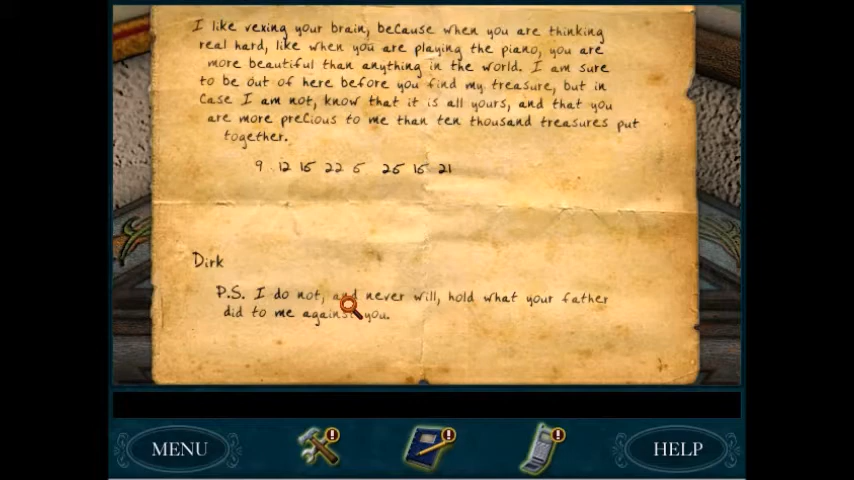 I like vexing your brain, because when you are thinking
real hard, like when you are playing the piano, you are
more beautiful than anything in the world. I am sure
to be out of here before you find my treasure, but in
case I am not, know that it is all yours, and that you
are more precious to me than ten thousand treasures put
together.
9 12 15 22 5 25 15 21
Dirk
P.S. I do not, and never will, hold what your father
did to me against you.
MENU
HELP